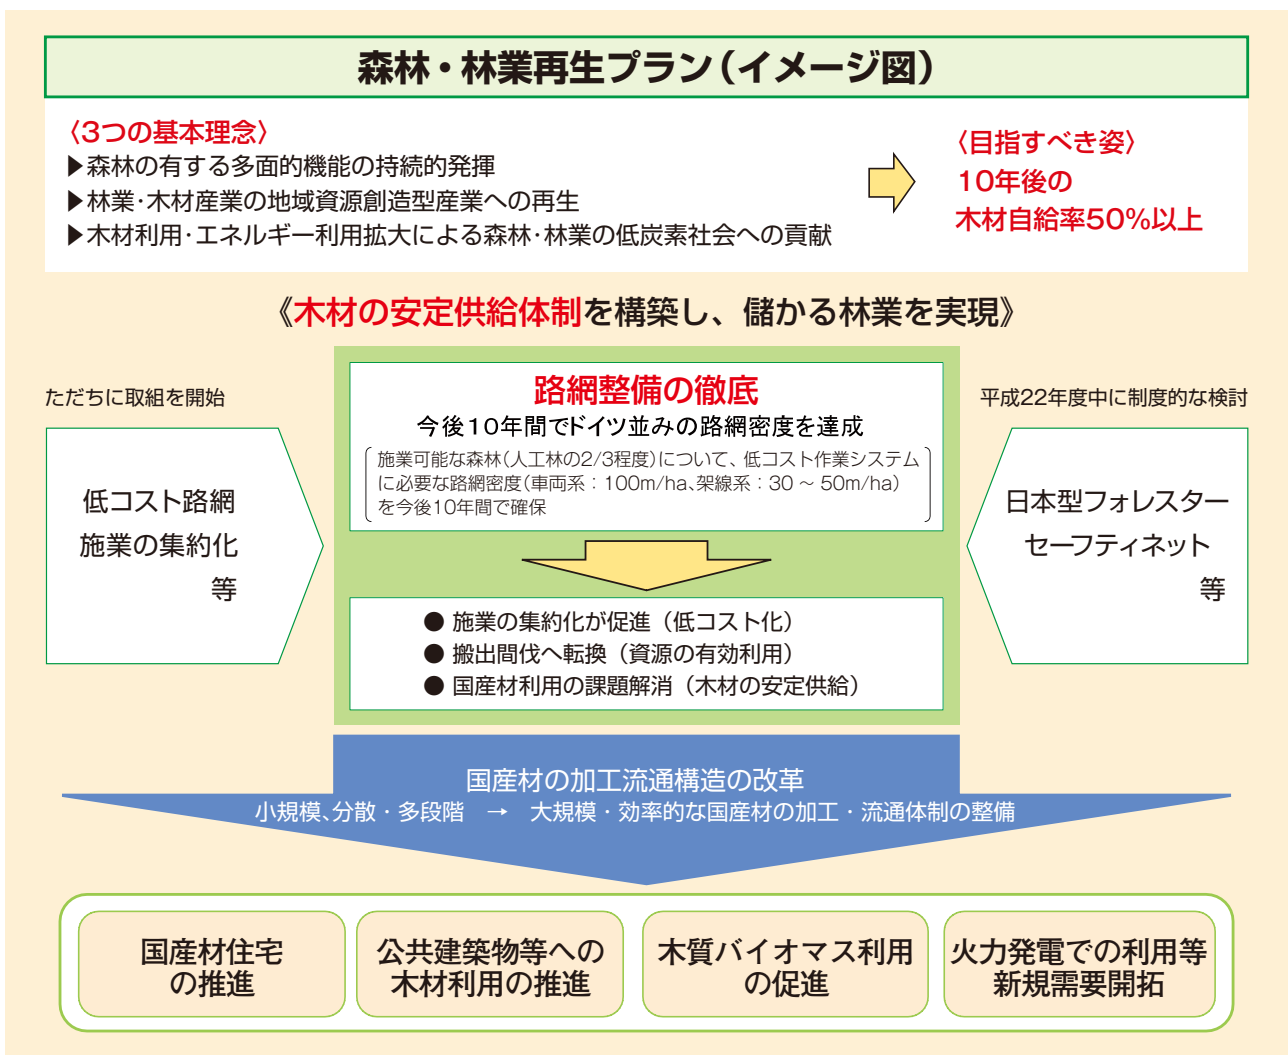 森林・林業再生プラン（イメージ図）
〈3つの基本理念〉
▶森林の有する多面的機能の持続的発揮
▶林業・木材産業の地域資源創造型産業への再生
▶木材利用・エネルギー利用拡大による森林・林業の低炭素社会への貢献
〈目指すべき姿〉
10年後の
木材自給率50％以上
《木材の安定供給体制を構築し、儲かる林業を実現》
ただちに取組を開始
低コスト路網
施業の集約化
等
路網整備の徹底
今後10年間でドイツ並みの路網密度を達成
施業可能な森林（人工林の2/3程度）について、低コスト作業システム
に必要な路網密度（車両系：100m/ha、架線系：30 ～ 50m/ha）
を今後10年間で確保
平成22年度中に制度的な検討
日本型フォレスター
セーフティネット
等
● 施業の集約化が促進（低コスト化）
● 搬出間伐へ転換（資源の有効利用）
● 国産材利用の課題解消（木材の安定供給）
国産材の加工流通構造の改革
小規模、分散・多段階　→　大規模・効率的な国産材の加工・流通体制の整備
国産材住宅
の推進
公共建築物等への
木材利用の推進
木質バイオマス利用
の促進
火力発電での利用等
新規需要開拓